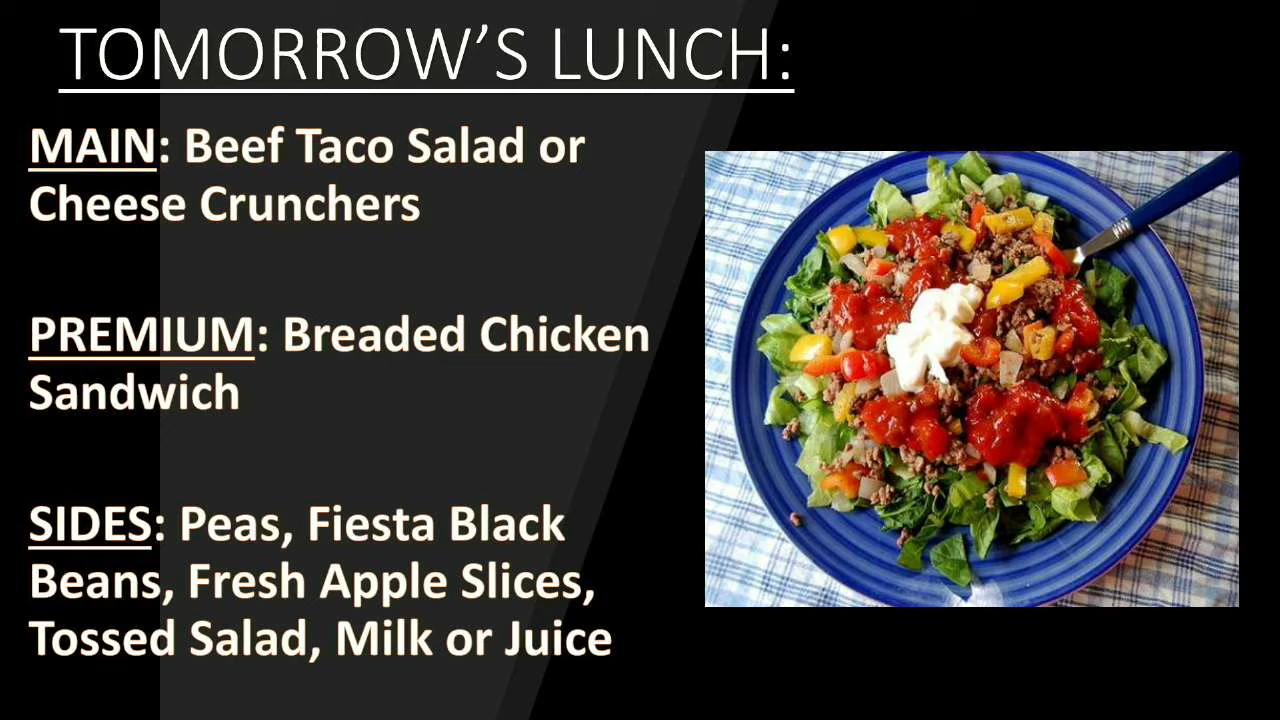 TOMORROW’S LUNCH:
MAIN: Beef Taco Salad or
Cheese Crunchers
PREMIUM: Breaded Chicken
Sandwich
SIDES: Peas, Fiesta Black
Beans, Fresh Apple Slices,
Tossed Salad, Milk or Juice